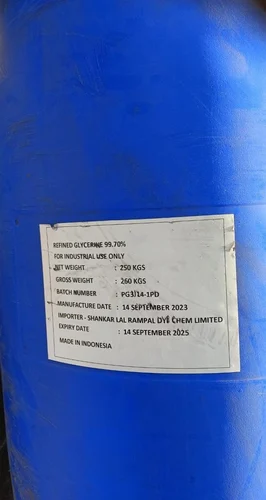 REFINED GLYCERINE 99.70%
FOR INDUSTRIAL USE ONLY
NET WEIGHT : 250 KGS
GROSS WEIGHT : 260 KGS
BATCH NUMBER : PG3/14-1PD
MANUFACTURE DATE : 14 SEPTEMBER 2023
IMPORTER - SHANKAR LAL RAMPAL DYE CHEM LIMITED
EXPIRY DATE : 14 SEPTEMBER 2025
MADE IN INDONESIA